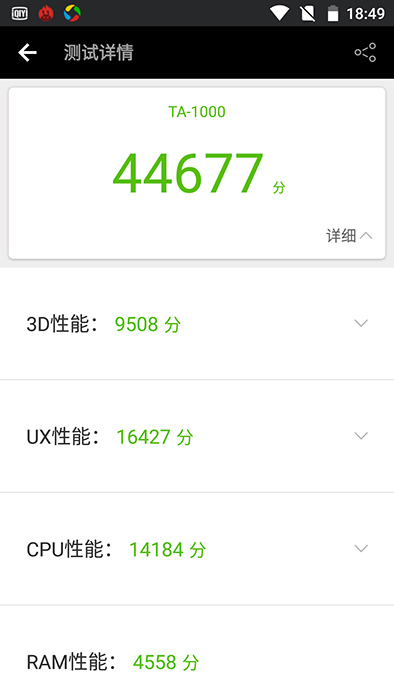 QIY 18:49
测试详情
TA-1000
44677 分
详细
3D性能： 9508 分
UX性能： 16427 分
CPU性能： 14184 分
RAM性能： 4558 分